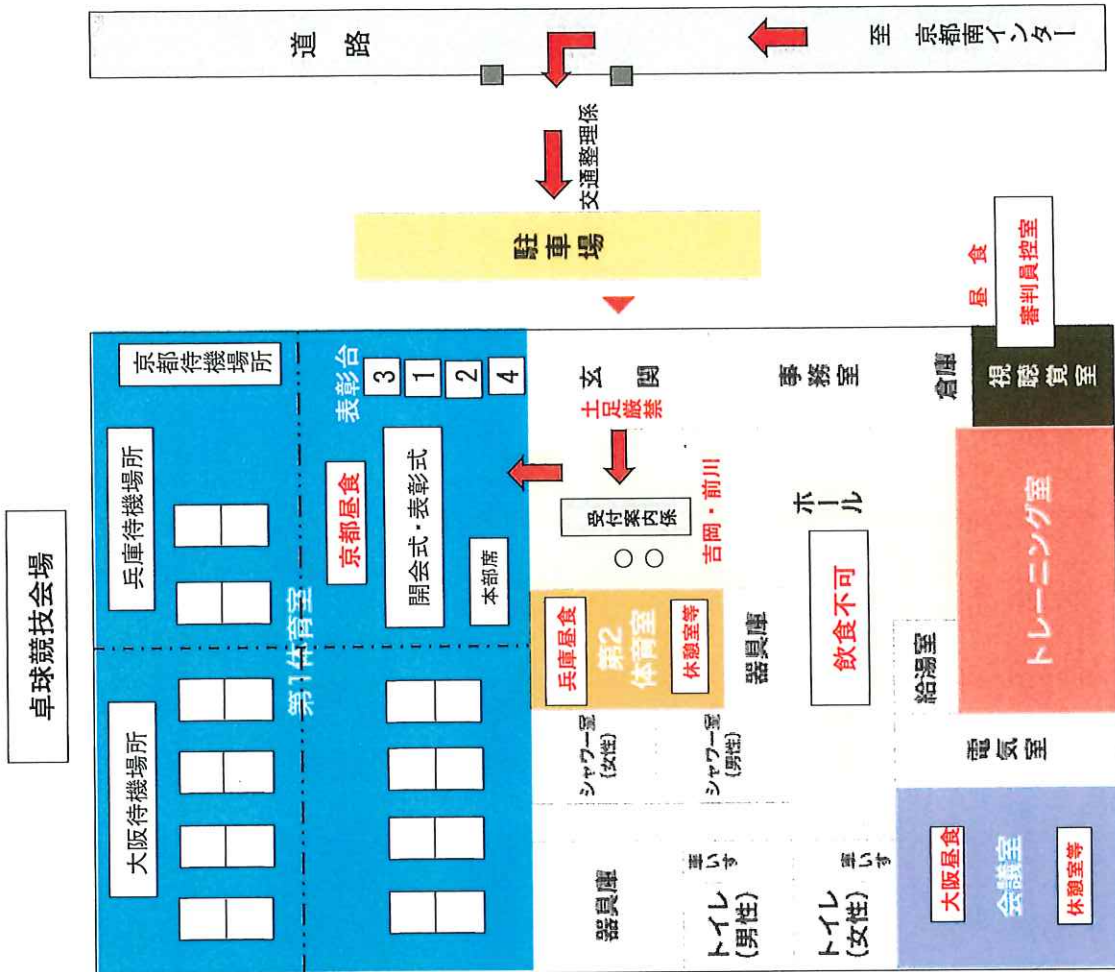 卓球競技会場
道　路
至　京都南インター
交通整理係
駐車場
大阪待機場所
兵庫待機場所
京都待機場所
第1体育室
京都昼食
表彰台
3
1
2
4
開会式・表彰式
本部席
玄　関
土足厳禁
受付案内係
○○
吉岡・前川
兵庫昼食
第2
体育室
休憩室等
シャワー室
(女性)
シャワー室
(男性)
器具庫
器具庫
ホール
飲食不可
事務室
倉庫
昼　食
審判員控室
視聴覚室
トレーニング室
給湯室
電気室
車いす
トイレ
(男性)
車いす
トイレ
(女性)
大阪昼食
会議室
休憩室等